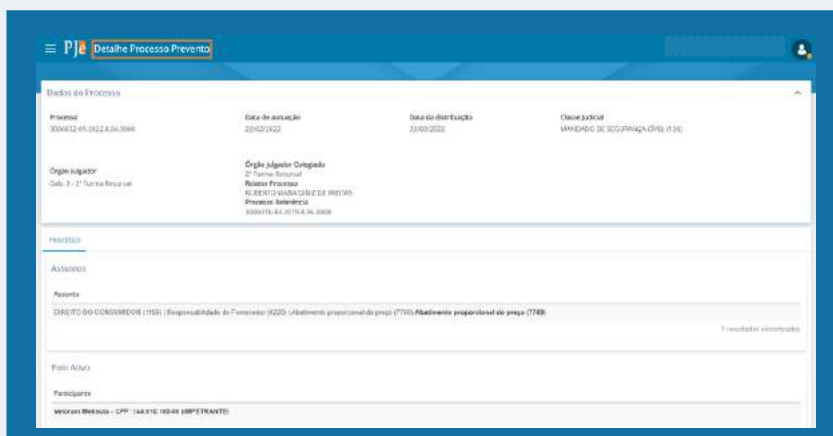 PJe Detalhe Processo Prevento
Dados do Processo
Processo
Data de autuação
Data da distribuição
Classe judicial
22/02/2022
22/02/2022
MANDADO DE SEGURANÇA CÍVEL (120)
Órgão julgador
Gab. 3 - 2ª Turma Recursal
Órgão julgador Colegiado
2ª Turma Recursal
Relator Processo
Processo Referência
PROCESSO
Assuntos
Assunto
DIREITO DO CONSUMIDOR (1156) | Responsabilidade do Fornecedor (6220) | Abatimento proporcional do preço (7769) Abatimento proporcional do preço (7769)
1 resultados encontrados
Polo Ativo
Participante
CPF: (IMPETRANTE)